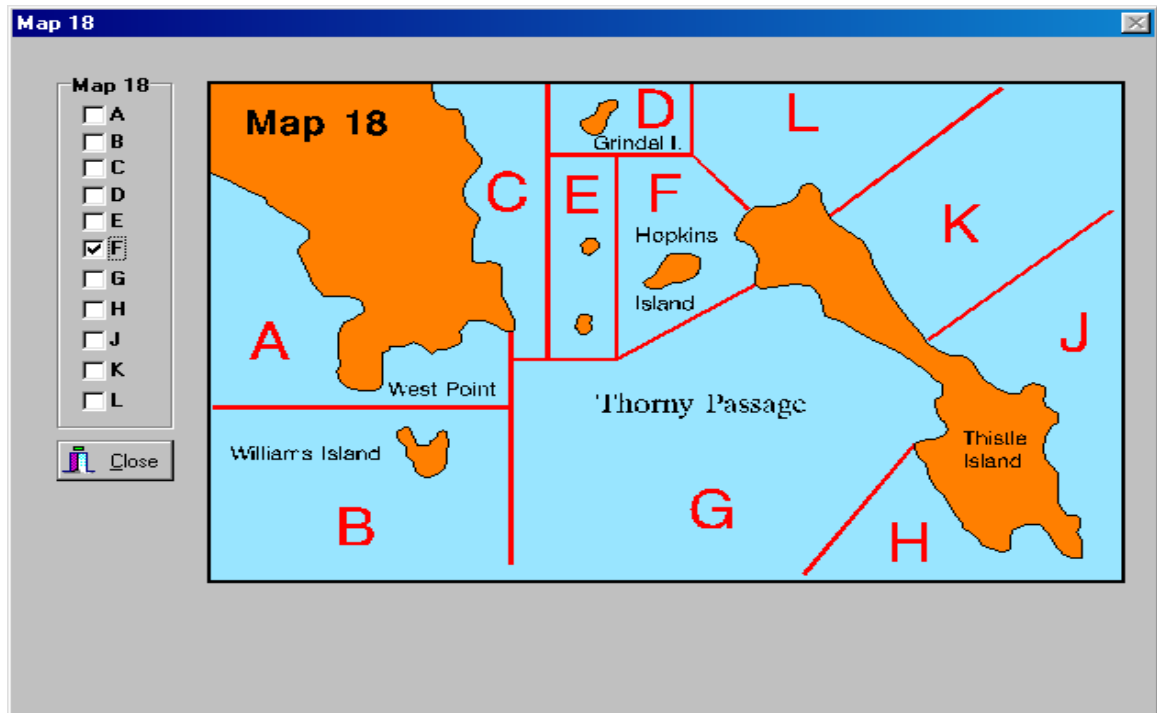 Map 18
Map 18
A
B
C
D
E
F
G
H
J
K
L
Close
Map 18
D
L
Grindal I.
C
E
F
K
Hopkins
Island
A
J
West Point
Thorny Passage
Williams Island
Thistle
Island
G
B
H